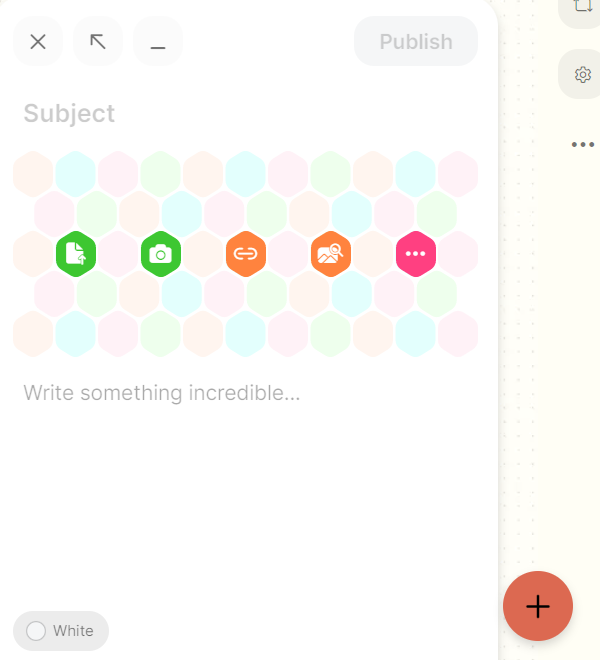 Publish
Subject
Write something incredible...
White